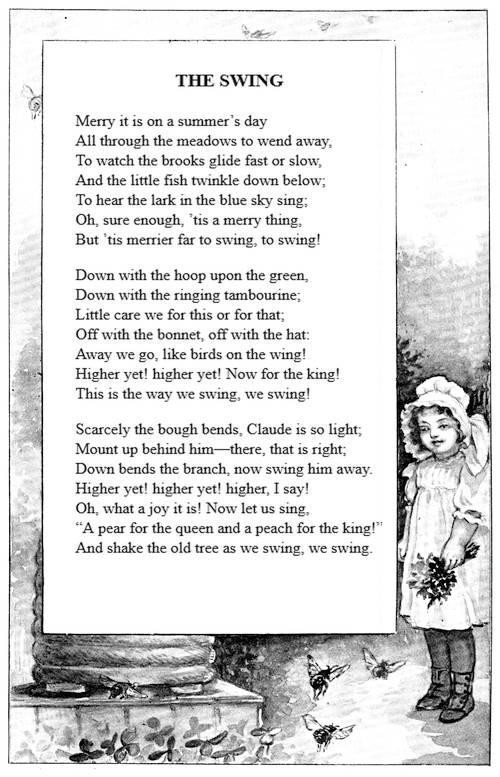 THE SWING
Merry it is on a summer’s day
All through the meadows to wend away,
To watch the brooks glide fast or slow,
And the little fish twinkle down below;
To hear the lark in the blue sky sing;
Oh, sure enough, ’tis a merry thing,
But ’tis merrier far to swing, to swing!
Down with the hoop upon the green,
Down with the ringing tambourine;
Little care we for this or for that;
Off with the bonnet, off with the hat:
Away we go, like birds on the wing!
Higher yet! higher yet! Now for the king!
This is the way we swing, we swing!
Scarcely the bough bends, Claude is so light;
Mount up behind him—there, that is right;
Down bends the branch, now swing him away.
Higher yet! higher yet! higher, I say!
Oh, what a joy it is! Now let us sing,
“A pear for the queen and a peach for the king!”
And shake the old tree as we swing, we swing.